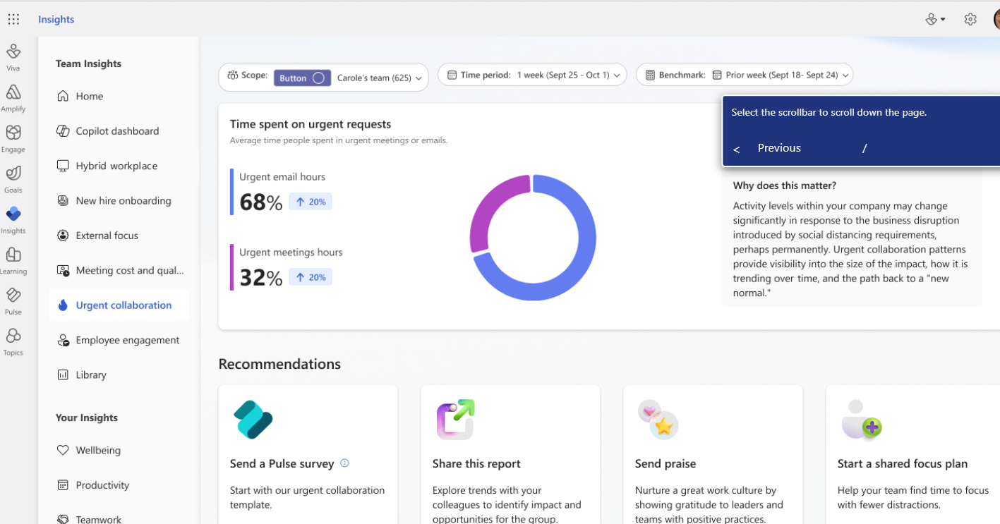 Insights
Viva
Amplify
Engage
Goals
Insights
Learning
Pulse
Topics
Team Insights
Home
Copilot dashboard
Hybrid workplace
New hire onboarding
External focus
Meeting cost and qual...
Urgent collaboration
Employee engagement
Library
Your Insights
Wellbeing
Productivity
Teamwork
Scope: Button Carole's team (625)
Time period: 1 week (Sept 25 - Oct 1)
Benchmark: Prior week (Sept 18- Sept 24)
Select the scrollbar to scroll down the page.
< Previous /
Time spent on urgent requests
Average time people spent in urgent meetings or emails.
Urgent email hours
68% ↑ 20%
Urgent meetings hours
32% ↑ 20%
Why does this matter?
Activity levels within your company may change
significantly in response to the business disruption
introduced by social distancing requirements,
perhaps permanently. Urgent collaboration patterns
provide visibility into the size of the impact, how it is
trending over time, and the path back to a "new
normal."
Recommendations
Send a Pulse survey
Start with our urgent collaboration
template.
Share this report
Explore trends with your
colleagues to identify impact and
opportunities for the group.
Send praise
Nurture a great work culture by
showing gratitude to leaders and
teams with positive practices.
Start a shared focus plan
Help your team find time to focus
with fewer distractions.